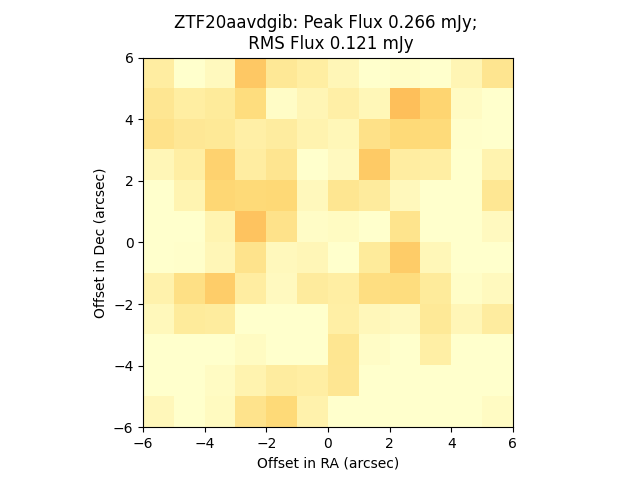 ZTF20aavdgib: Peak Flux 0.266 mJy;
RMS Flux 0.121 mJy
6
4
2
0
−2
−4
−6
Offset in Dec (arcsec)
−6 −4 −2 0 2 4 6
Offset in RA (arcsec)